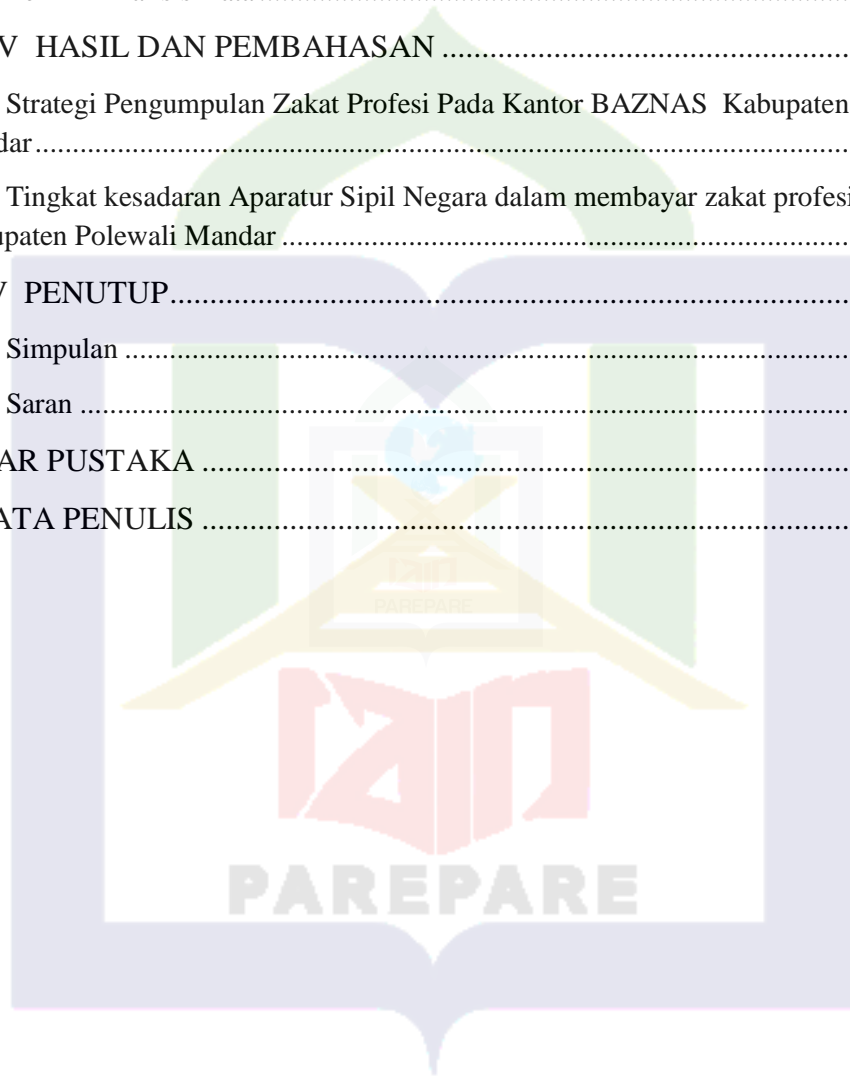 V HASIL DAN PEMBAHASAN ........................................................
Strategi Pengumpulan Zakat Profesi Pada Kantor BAZNAS Kabupaten
dar ........................................................
Tingkat kesadaran Aparatur Sipil Negara dalam membayar zakat profesi
upaten Polewali Mandar ........................................................
V PENUTUP ........................................................
Simpulan ........................................................
Saran ........................................................
AR PUSTAKA ........................................................
ATA PENULIS ........................................................
PAREPARE
PAREPARE